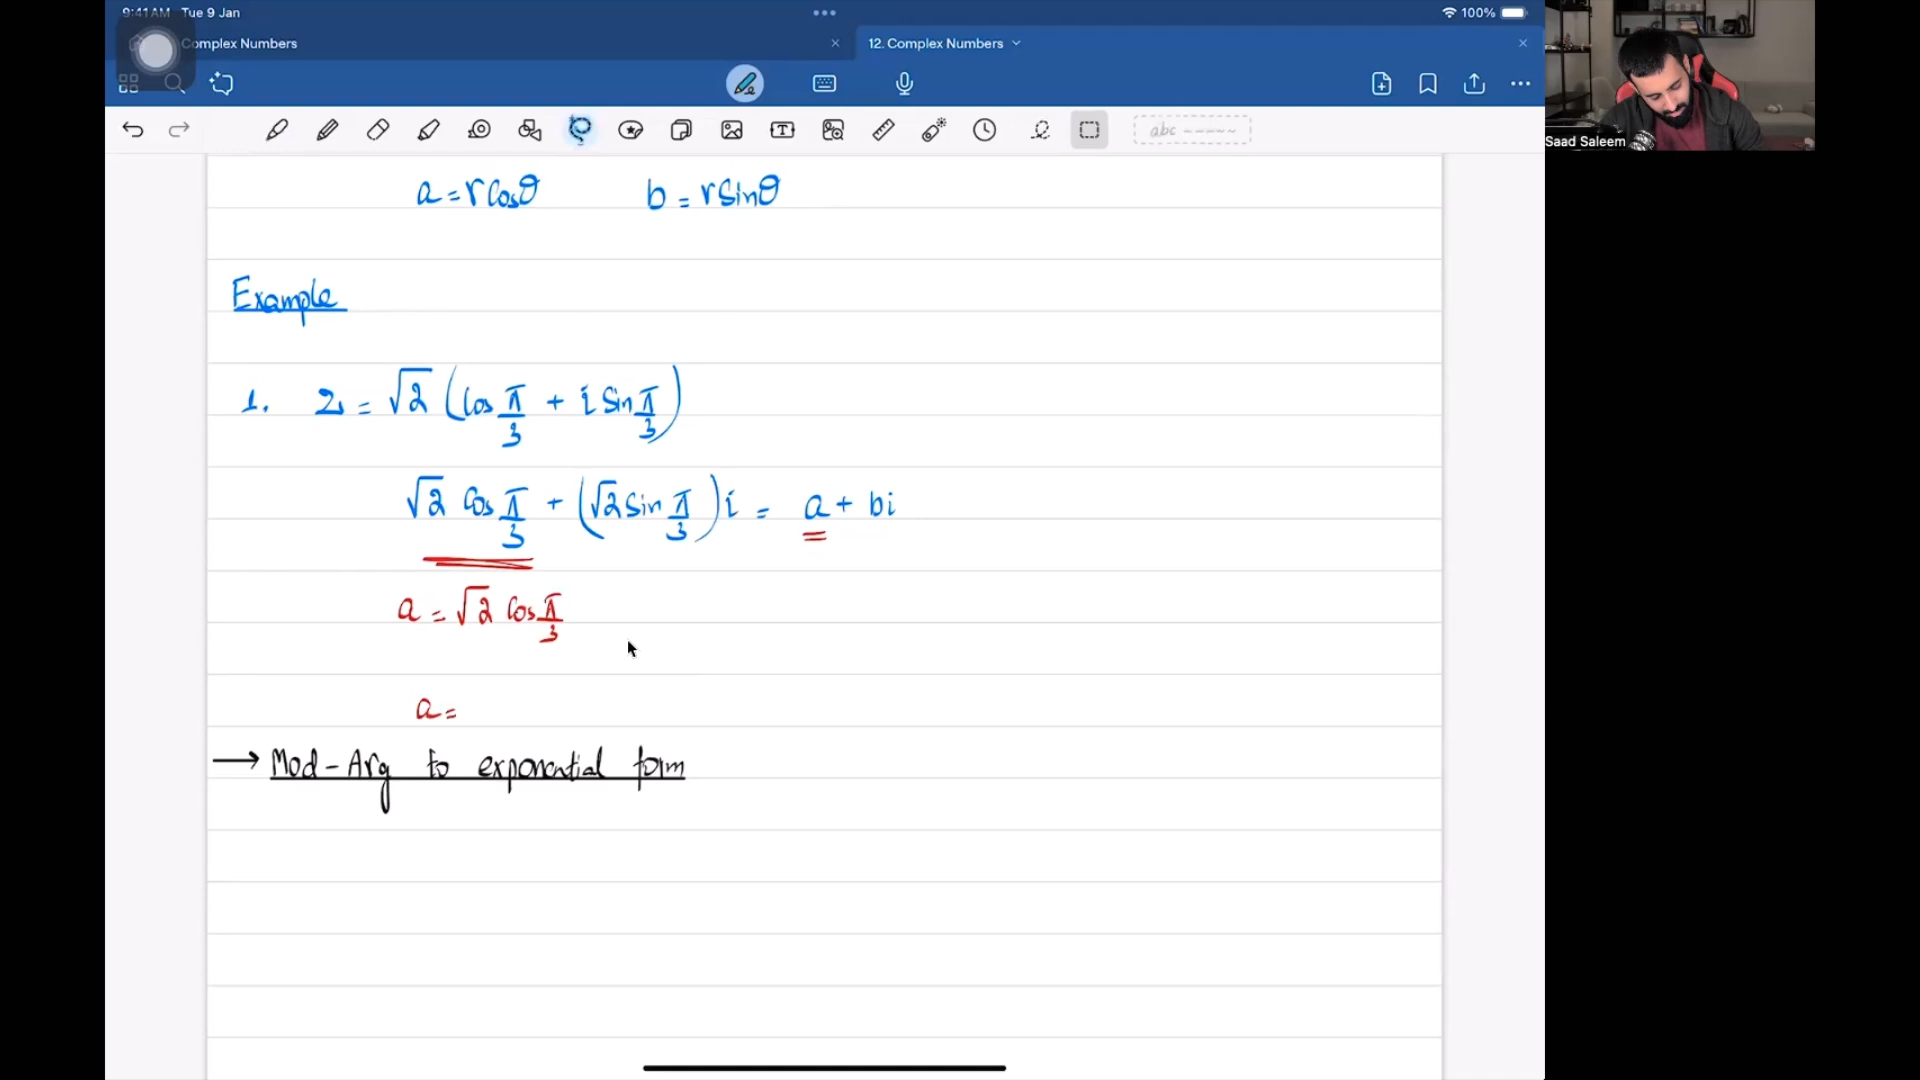 9:41 AM Tue 9 Jan
100%
Complex Numbers
12. Complex Numbers
abc
Saad Saleem
a = r Cosθ b = r Sinθ
Example
1. z₁ = √2 (Cos π/3 + i Sin π/3)
√2 Cos π/3 + (√2 Sin π/3) i = a + bi
a = √2 Cos π/3
a =
→ Mod-Arg to exponential form